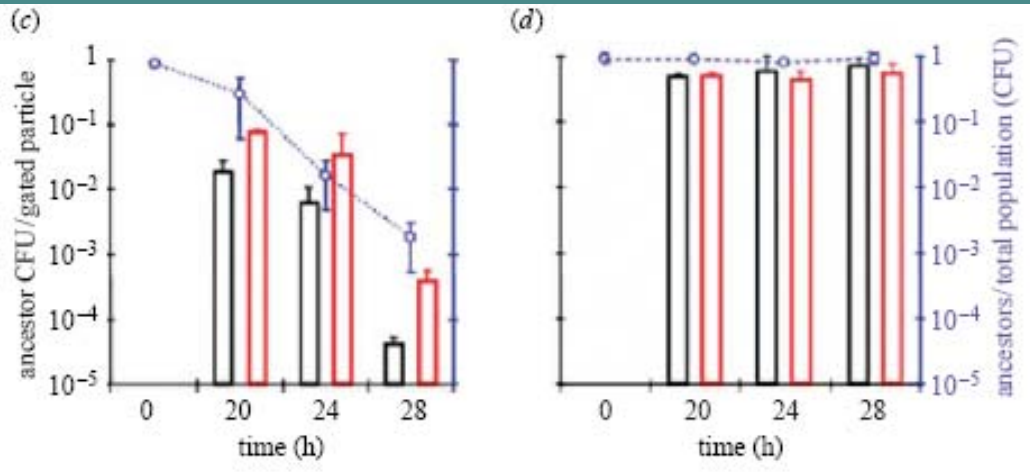 (c)
ancestor CFU/gated particle
1
10⁻¹
10⁻²
10⁻³
10⁻⁴
10⁻⁵
0 20 24 28
time (h)
(d)
0 20 24 28
time (h)
1
10⁻¹
10⁻²
10⁻³
10⁻⁴
10⁻⁵
ancestors/total population (CFU)